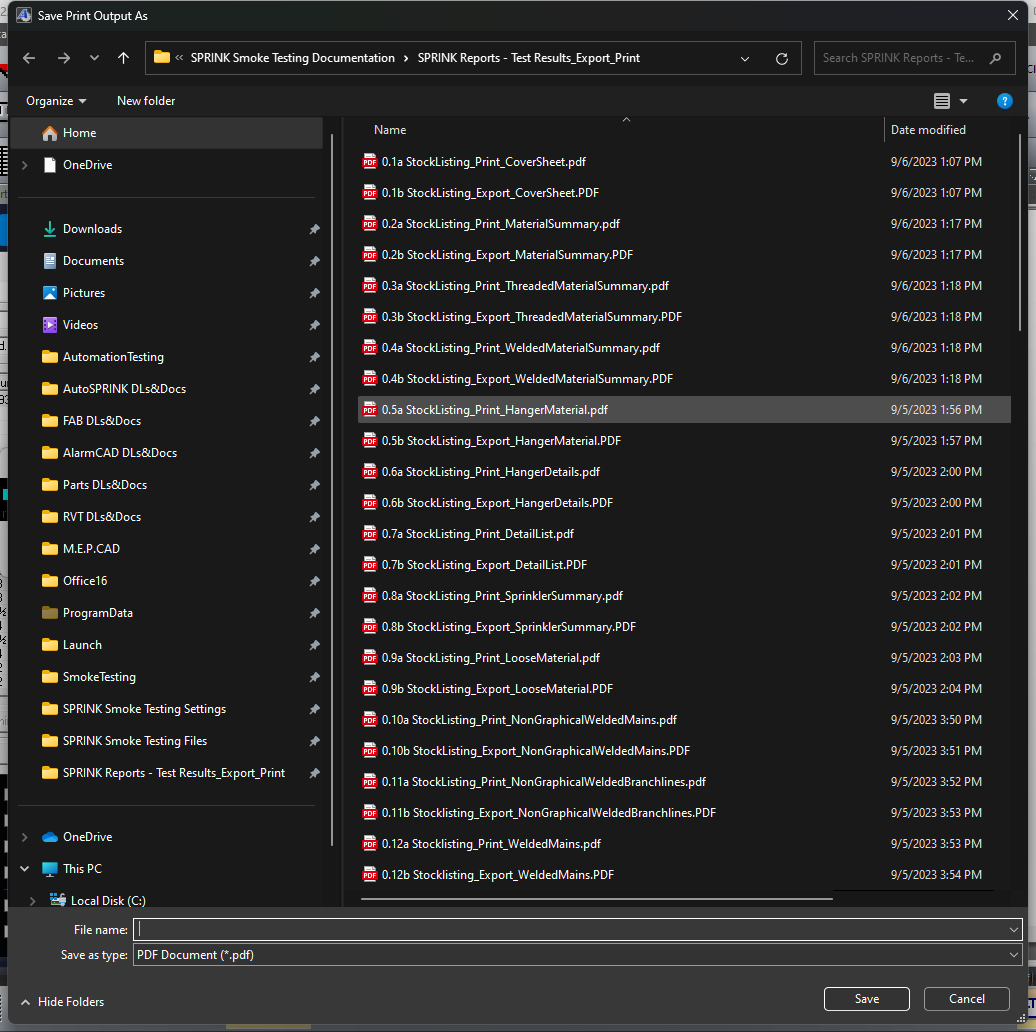 Save Print Output As
« SPRINK Smoke Testing Documentation › SPRINK Reports - Test Results_Export_Print
Search SPRINK Reports - Te...
Organize
New folder
?
Home
OneDrive
Downloads
Documents
Pictures
Videos
AutomationTesting
AutoSPRINK DLs&Docs
FAB DLs&Docs
AlarmCAD DLs&Docs
Parts DLs&Docs
RVT DLs&Docs
M.E.P.CAD
Office16
ProgramData
Launch
SmokeTesting
SPRINK Smoke Testing Settings
SPRINK Smoke Testing Files
SPRINK Reports - Test Results_Export_Print
OneDrive
This PC
Local Disk (C:)
Name Date modified
0.1a StockListing_Print_CoverSheet.pdf 9/6/2023 1:07 PM
0.1b StockListing_Export_CoverSheet.PDF 9/6/2023 1:07 PM
0.2a StockListing_Print_MaterialSummary.pdf 9/6/2023 1:17 PM
0.2b StockListing_Export_MaterialSummary.PDF 9/6/2023 1:17 PM
0.3a StockListing_Print_ThreadedMaterialSummary.pdf 9/6/2023 1:18 PM
0.3b StockListing_Export_ThreadedMaterialSummary.PDF 9/6/2023 1:18 PM
0.4a StockListing_Print_WeldedMaterialSummary.pdf 9/6/2023 1:18 PM
0.4b StockListing_Export_WeldedMaterialSummary.PDF 9/6/2023 1:18 PM
0.5a StockListing_Print_HangerMaterial.pdf 9/5/2023 1:56 PM
0.5b StockListing_Export_HangerMaterial.PDF 9/5/2023 1:57 PM
0.6a StockListing_Print_HangerDetails.pdf 9/5/2023 2:00 PM
0.6b StockListing_Export_HangerDetails.PDF 9/5/2023 2:00 PM
0.7a StockListing_Print_DetailList.pdf 9/5/2023 2:01 PM
0.7b StockListing_Export_DetailList.PDF 9/5/2023 2:01 PM
0.8a StockListing_Print_SprinklerSummary.pdf 9/5/2023 2:02 PM
0.8b StockListing_Export_SprinklerSummary.PDF 9/5/2023 2:02 PM
0.9a StockListing_Print_LooseMaterial.pdf 9/5/2023 2:03 PM
0.9b StockListing_Export_LooseMaterial.PDF 9/5/2023 2:04 PM
0.10a StockListing_Print_NonGraphicalWeldedMains.pdf 9/5/2023 3:50 PM
0.10b StockListing_Export_NonGraphicalWeldedMains.PDF 9/5/2023 3:51 PM
0.11a StockListing_Print_NonGraphicalWeldedBranchlines.pdf 9/5/2023 3:52 PM
0.11b Stocklisting_Export_NonGraphicalWeldedBranchlines.PDF 9/5/2023 3:53 PM
0.12a Stocklisting_Print_WeldedMains.pdf 9/5/2023 3:53 PM
0.12b Stocklisting_Export_WeldedMains.PDF 9/5/2023 3:54 PM
File name:
Save as type: PDF Document (*.pdf)
Hide Folders
Save
Cancel